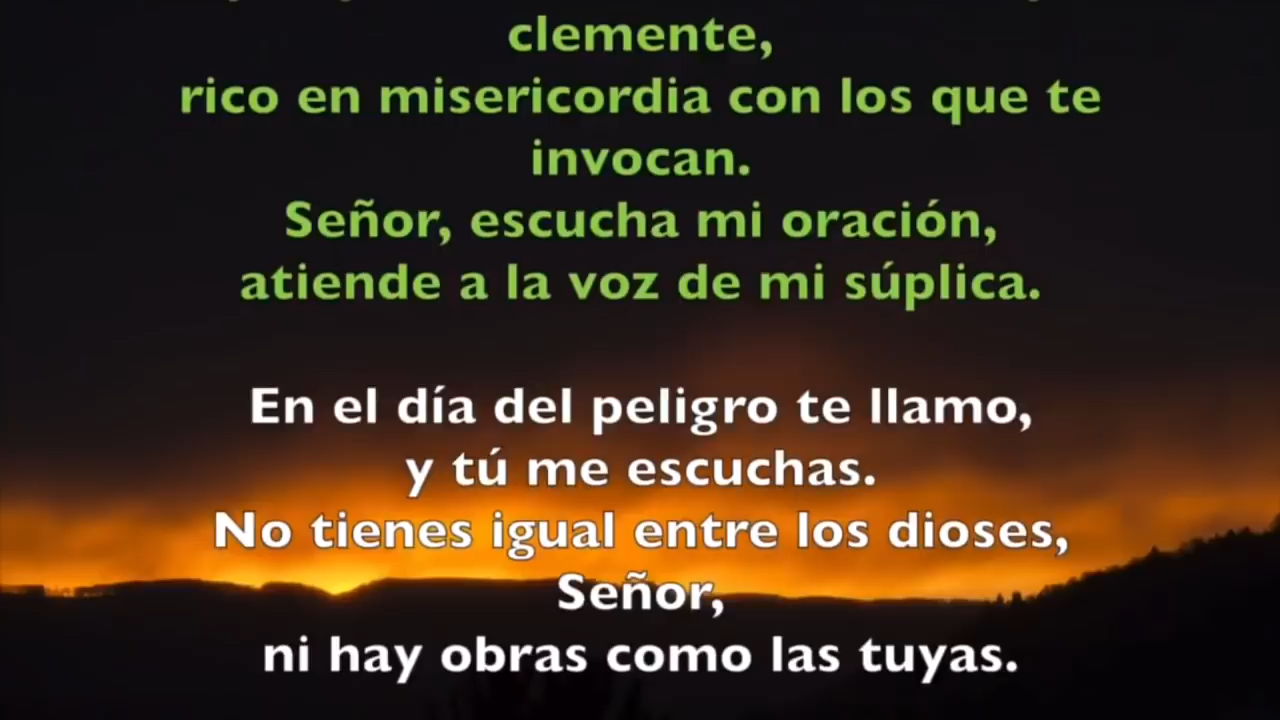 clemente,
rico en misericordia con los que te
invocan.
Señor, escucha mi oración,
atiende a la voz de mi súplica.
En el día del peligro te llamo,
y tú me escuchas.
No tienes igual entre los dioses,
Señor,
ni hay obras como las tuyas.